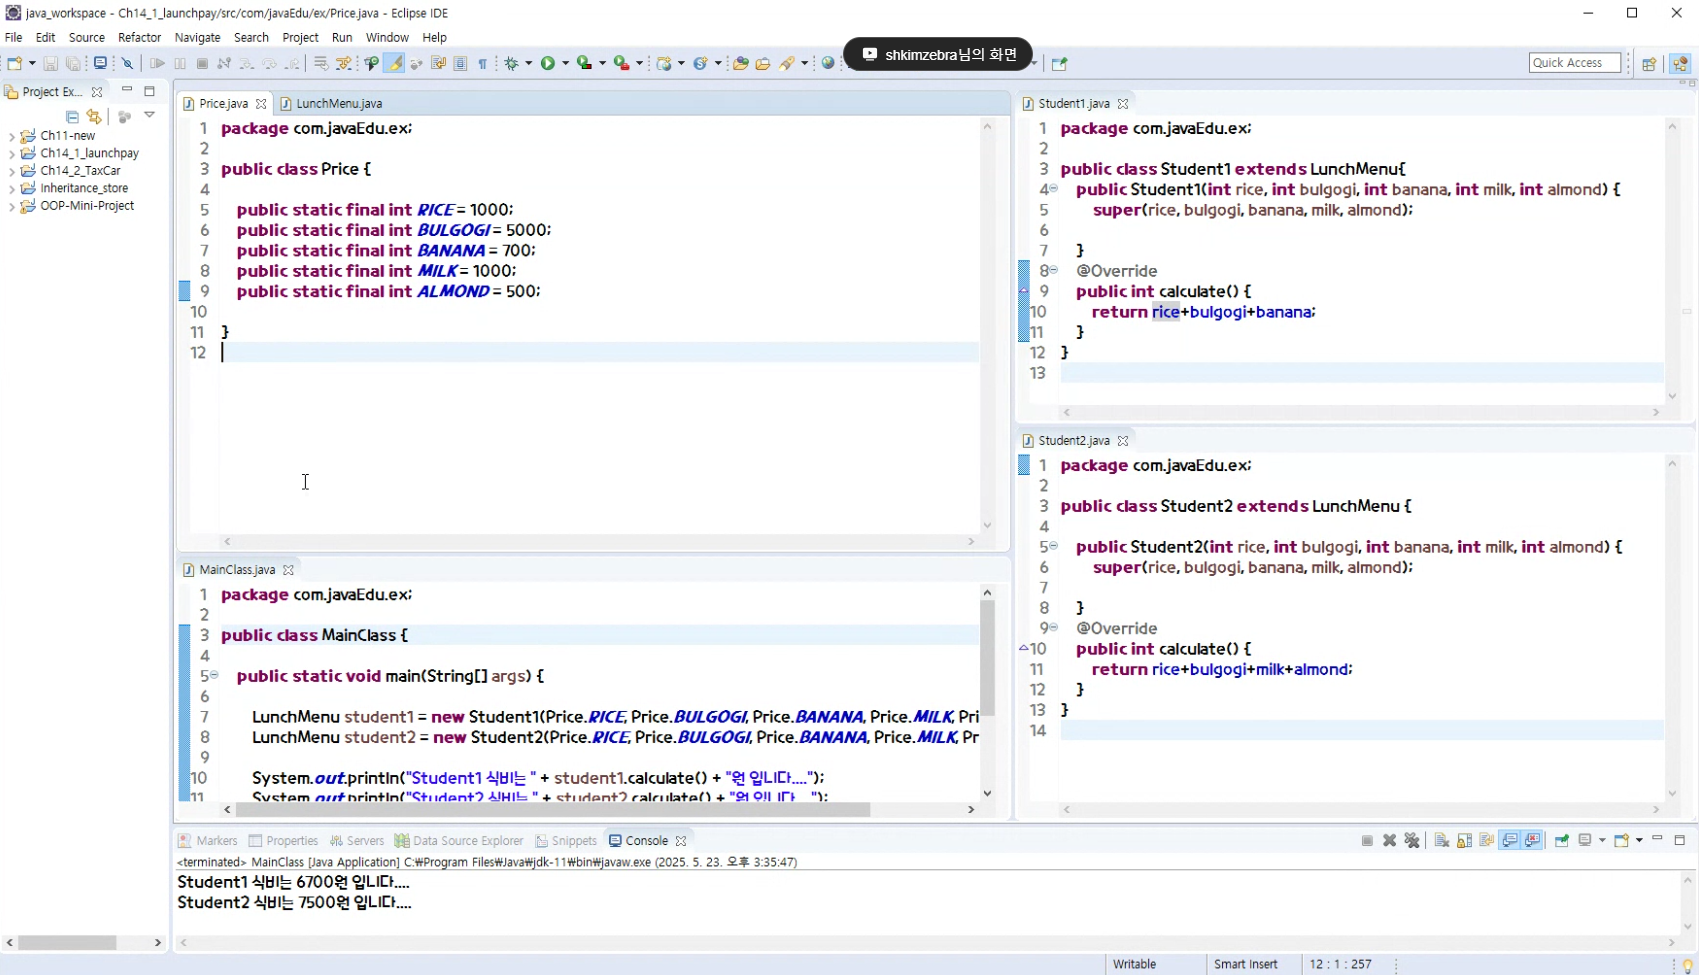 java_workspace - Ch14_1_launchpay/src/com/javaEdu/ex/Price.java - Eclipse IDE
File Edit Source Refactor Navigate Search Project Run Window Help
shkimzebra님의 화면
Quick Access
Project Ex...
Ch11-new
Ch14_1_launchpay
Ch14_2_TaxCar
Inheritance_store
OOP-Mini-Project
Price.java LunchMenu.java
1 package com.javaEdu.ex;
2
3 public class Price {
4
5 public static final int RICE = 1000;
6 public static final int BULGOGI = 5000;
7 public static final int BANANA = 700;
8 public static final int MILK = 1000;
9 public static final int ALMOND = 500;
10
11 }
12
MainClass.java
1 package com.javaEdu.ex;
2
3 public class MainClass {
4
5 public static void main(String[] args) {
6
7 LunchMenu student1 = new Student1(Price.RICE, Price.BULGOGI, Price.BANANA, Price.MILK, Pri
8 LunchMenu student2 = new Student2(Price.RICE, Price.BULGOGI, Price.BANANA, Price.MILK, Pr
9
10 System.out.println("Student1 식비는 " + student1.calculate() + "원 입니다....");
11 System.out.println("Student2 식비는 " + student2.calculate() + "원 입니다....");
Student1.java
1 package com.javaEdu.ex;
2
3 public class Student1 extends LunchMenu{
4 public Student1(int rice, int bulgogi, int banana, int milk, int almond) {
5 super(rice, bulgogi, banana, milk, almond);
6
7 }
8 @Override
9 public int calculate() {
10 return rice+bulgogi+banana;
11 }
12 }
13
Student2.java
1 package com.javaEdu.ex;
2
3 public class Student2 extends LunchMenu {
4
5 public Student2(int rice, int bulgogi, int banana, int milk, int almond) {
6 super(rice, bulgogi, banana, milk, almond);
7
8 }
9 @Override
10 public int calculate() {
11 return rice+bulgogi+milk+almond;
12 }
13 }
14
Markers Properties Servers Data Source Explorer Snippets Console
<terminated> MainClass [Java Application] C:₩Program Files₩Java₩jdk-11₩bin₩javaw.exe (2025. 5. 23. 오후 3:35:47)
Student1 식비는 6700원 입니다....
Student2 식비는 7500원 입니다....
Writable Smart Insert 12 : 1 : 257